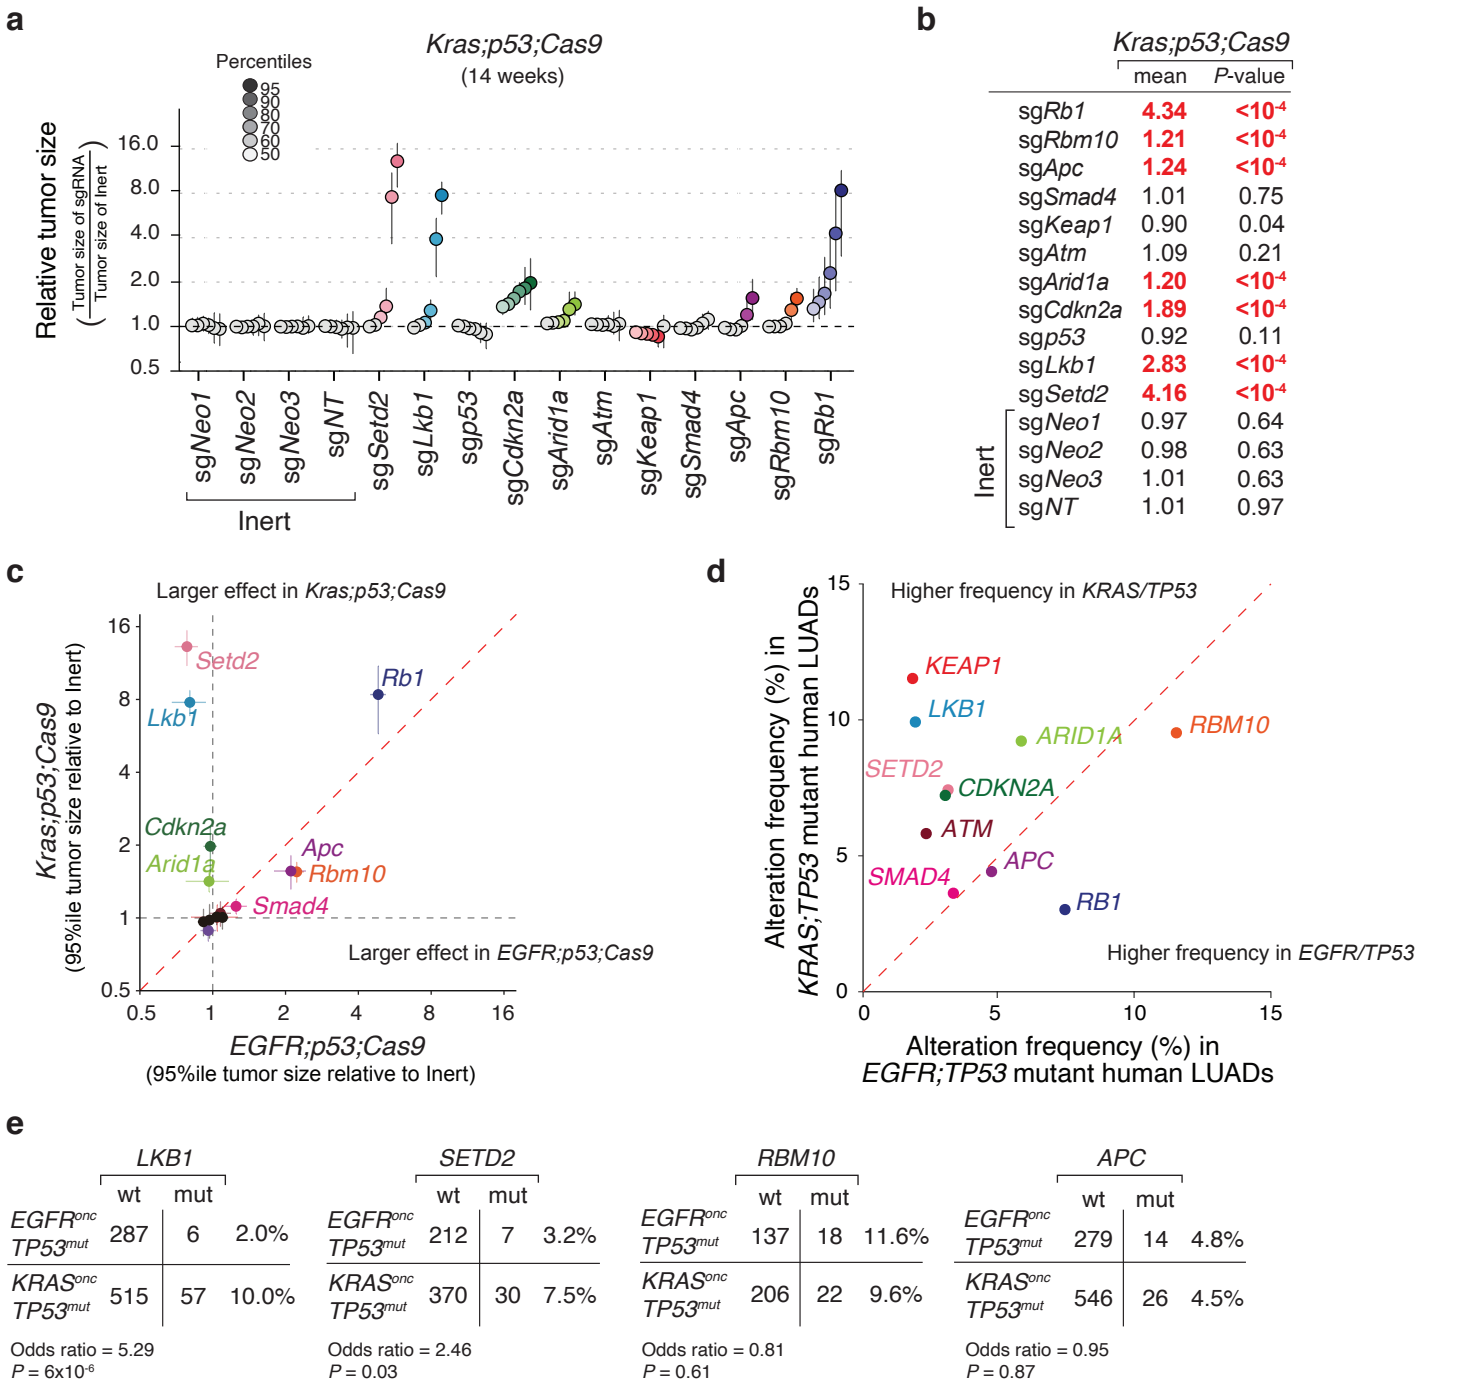 a
Kras;p53;Cas9
(14 weeks)
Percentiles
95
90
80
70
60
50
Relative tumor size
(Tumor size of sgRNA
Tumor size of Inert)
16.0
8.0
4.0
2.0
1.0
0.5
sgNeo1
sgNeo2
sgNeo3
sgNT
sgSetd2
sgLkb1
sgp53
sgCdkn2a
sgArid1a
sgAtm
sgKeap1
sgSmad4
sgApc
sgRbm10
sgRb1
Inert
b
Kras;p53;Cas9
mean P-value
sgRb1 4.34 <10-4
sgRbm10 1.21 <10-4
sgApc 1.24 <10-4
sgSmad4 1.01 0.75
sgKeap1 0.90 0.04
sgAtm 1.09 0.21
sgArid1a 1.20 <10-4
sgCdkn2a 1.89 <10-4
sgp53 0.92 0.11
sgLkb1 2.83 <10-4
sgSetd2 4.16 <10-4
sgNeo1 0.97 0.64
sgNeo2 0.98 0.63
sgNeo3 1.01 0.63
sgNT 1.01 0.97
Inert
c
Larger effect in Kras;p53;Cas9
Kras;p53;Cas9
(95%ile tumor size relative to Inert)
16
8
4
2
1
0.5
Setd2
Rb1
Lkb1
Cdkn2a
Arid1a
Apc
Rbm10
Smad4
Larger effect in EGFR;p53;Cas9
0.5 1 2 4 8 16
EGFR;p53;Cas9
(95%ile tumor size relative to Inert)
d
Higher frequency in KRAS/TP53
Alteration frequency (%) in
KRAS;TP53 mutant human LUADs
15
10
5
0
KEAP1
LKB1
ARID1A
RBM10
SETD2
CDKN2A
ATM
APC
SMAD4
RB1
Higher frequency in EGFR/TP53
0 5 10 15
Alteration frequency (%) in
EGFR;TP53 mutant human LUADs
e
LKB1
wt mut
EGFRonc
TP53mut 287 6 2.0%
KRASonc
TP53mut 515 57 10.0%
Odds ratio = 5.29
P = 6x10-6
SETD2
wt mut
EGFRonc
TP53mut 212 7 3.2%
KRASonc
TP53mut 370 30 7.5%
Odds ratio = 2.46
P = 0.03
RBM10
wt mut
EGFRonc
TP53mut 137 18 11.6%
KRASonc
TP53mut 206 22 9.6%
Odds ratio = 0.81
P = 0.61
APC
wt mut
EGFRonc
TP53mut 279 14 4.8%
KRASonc
TP53mut 546 26 4.5%
Odds ratio = 0.95
P = 0.87